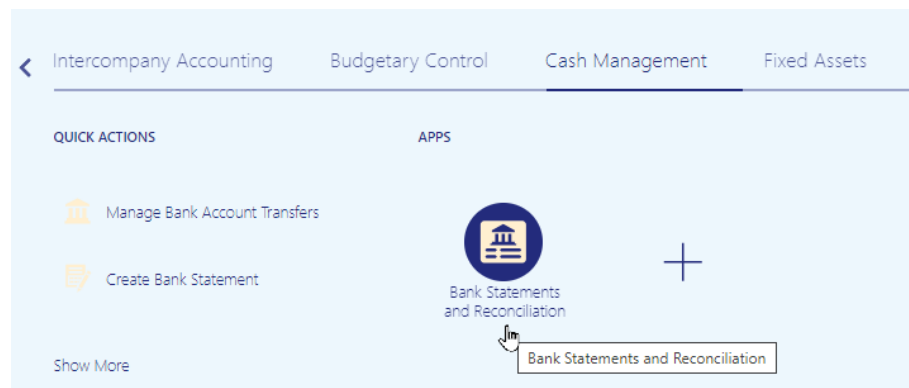 Intercompany Accounting Budgetary Control Cash Management Fixed Assets
QUICK ACTIONS APPS
Manage Bank Account Transfers
Create Bank Statement
Bank Statements
and Reconciliation
Bank Statements and Reconciliation
Show More